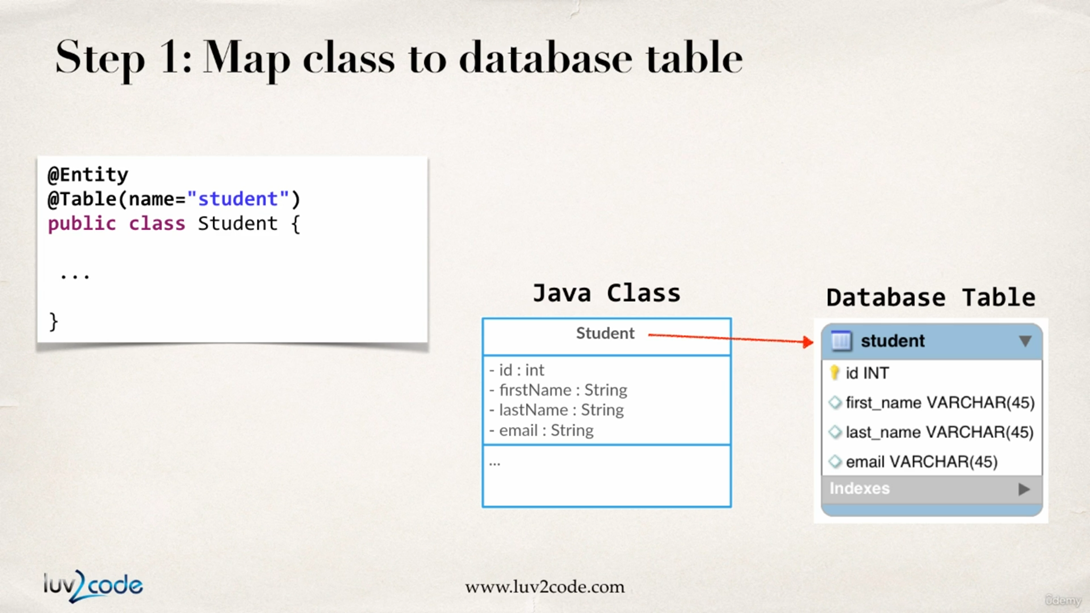 Step 1: Map class to database table
@Entity
@Table(name="student")
public class Student {
...
}
Java Class
Student
- id : int
- firstName : String
- lastName : String
- email : String
...
Database Table
student
id INT
first_name VARCHAR(45)
last_name VARCHAR(45)
email VARCHAR(45)
Indexes
luv2code
www.luv2code.com
ûdemy